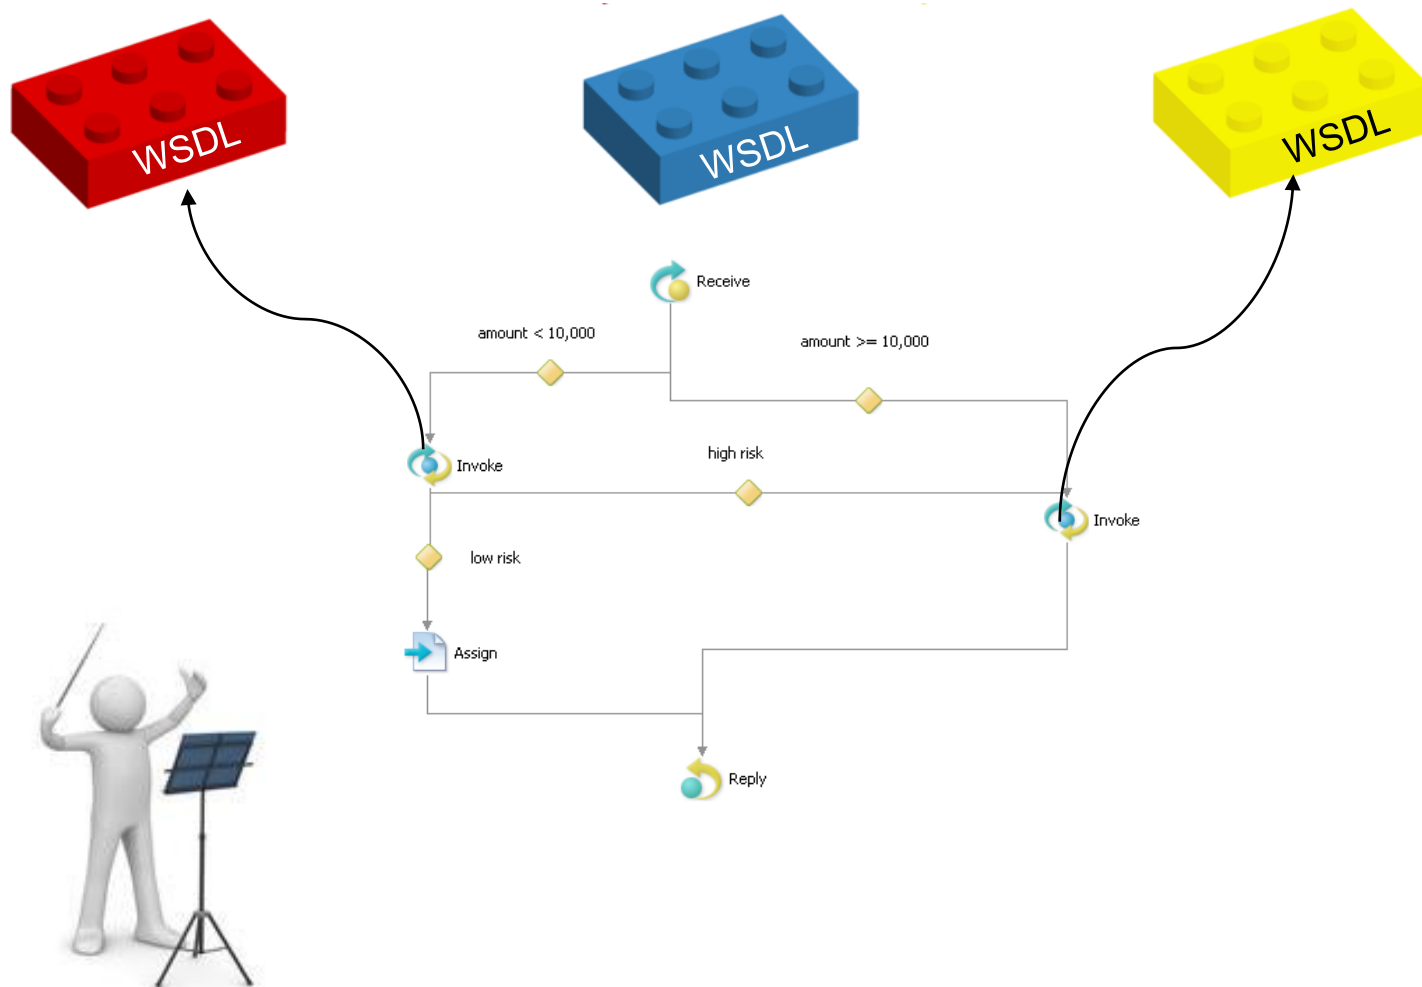 WSDL
WSDL
WSDL
Receive
amount < 10,000
amount >= 10,000
high risk
Invoke
Invoke
low risk
Assign
Reply